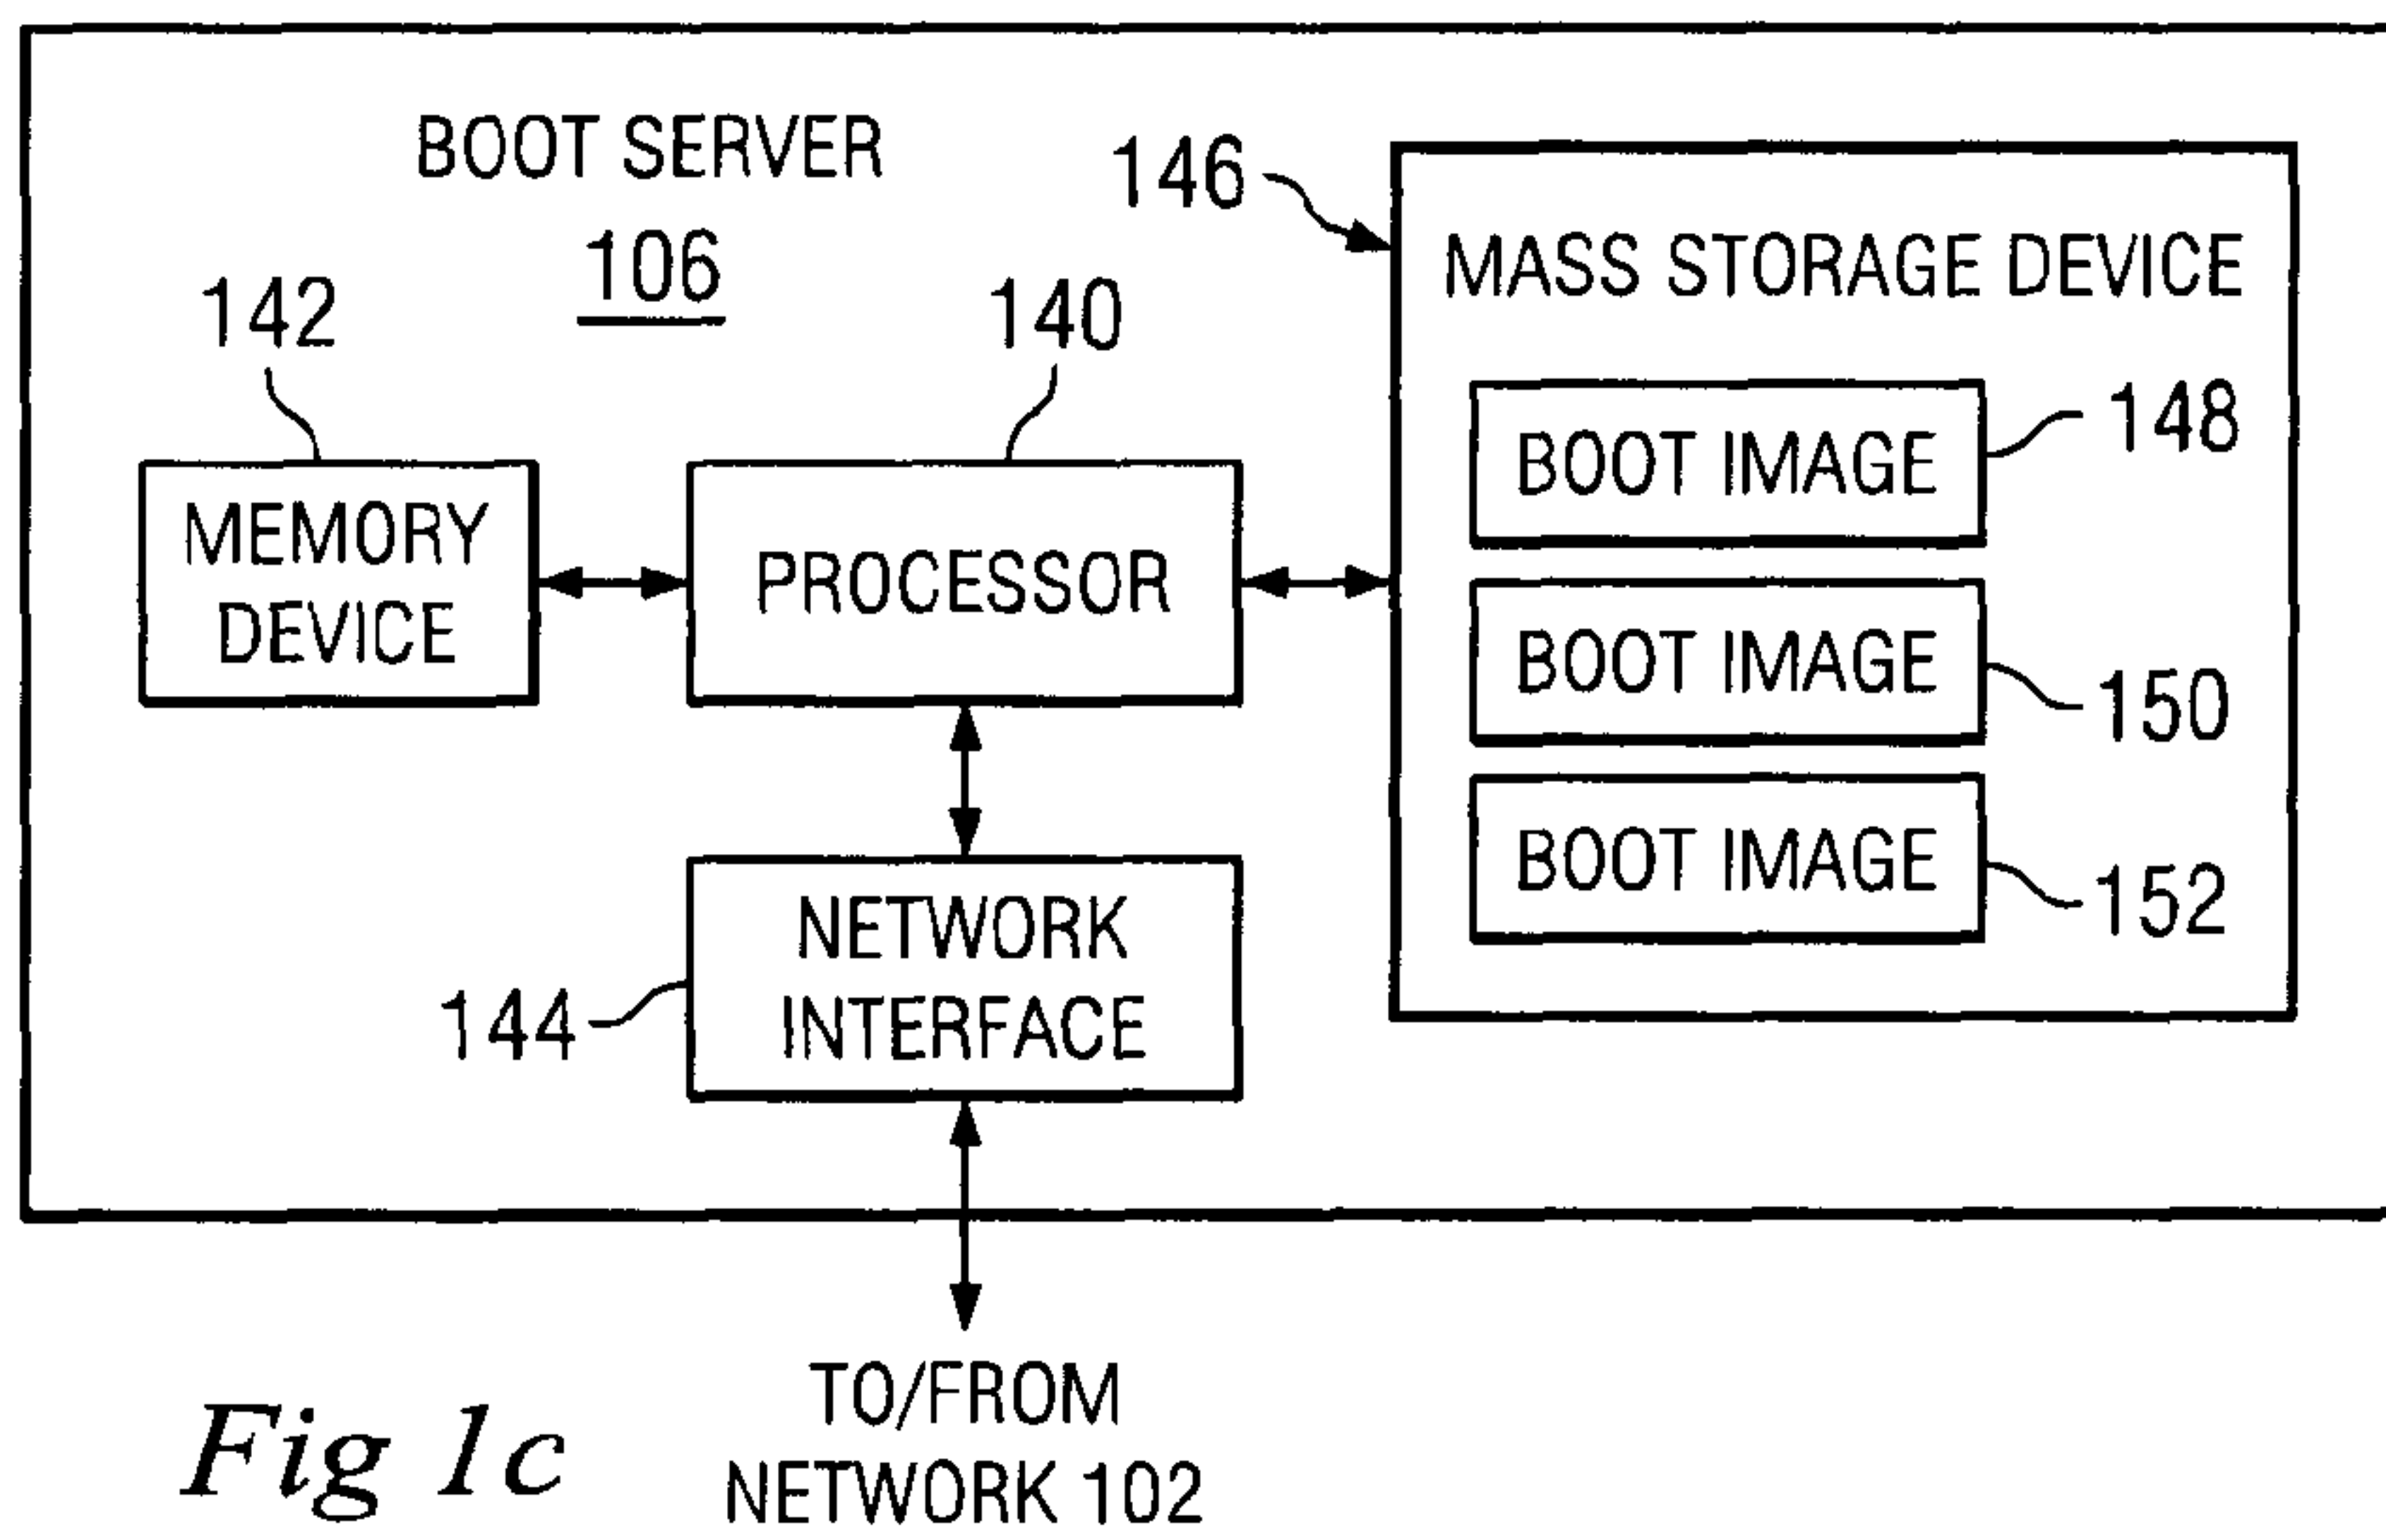 BOOT SERVER
106
146
MASS STORAGE DEVICE
142
140
148
BOOT IMAGE
MEMORY
DEVICE
PROCESSOR
BOOT IMAGE
150
BOOT IMAGE
152
NETWORK
INTERFACE
144
TO/FROM
NETWORK 102
Fig 1c